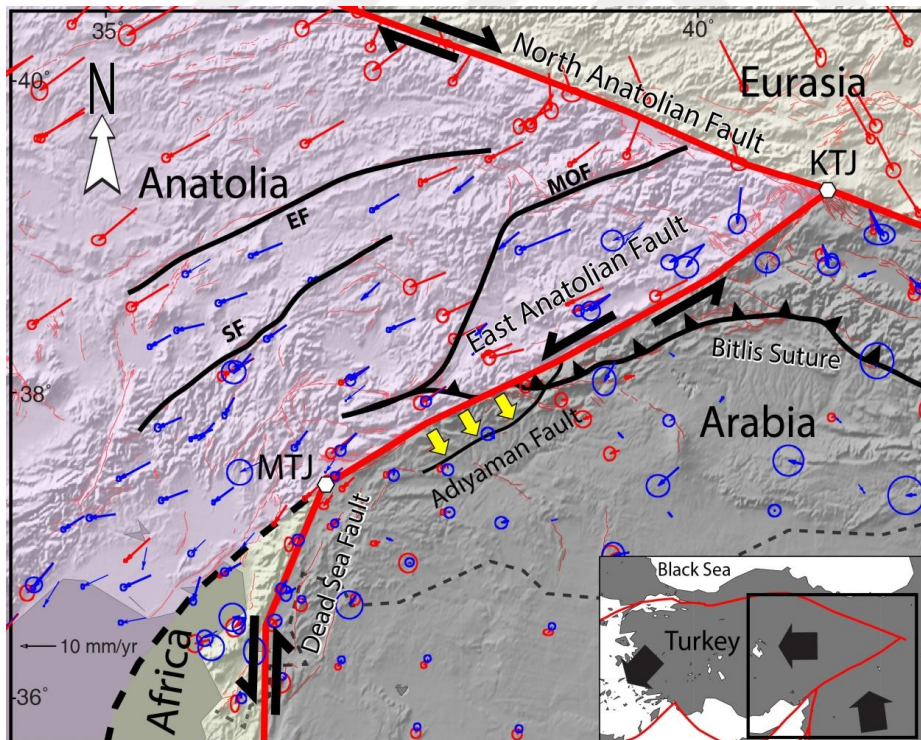 35°
40°
North Anatolian Fault
Eurasia
40°
N
KTJ
Anatolia
MOF
EF
East Anatolian Fault
SF
Bitlis Suture
38°
Arabia
Adıyaman Fault
MTJ
Dead Sea Fault
Black Sea
10 mm/yr
Turkey
Africa
36°